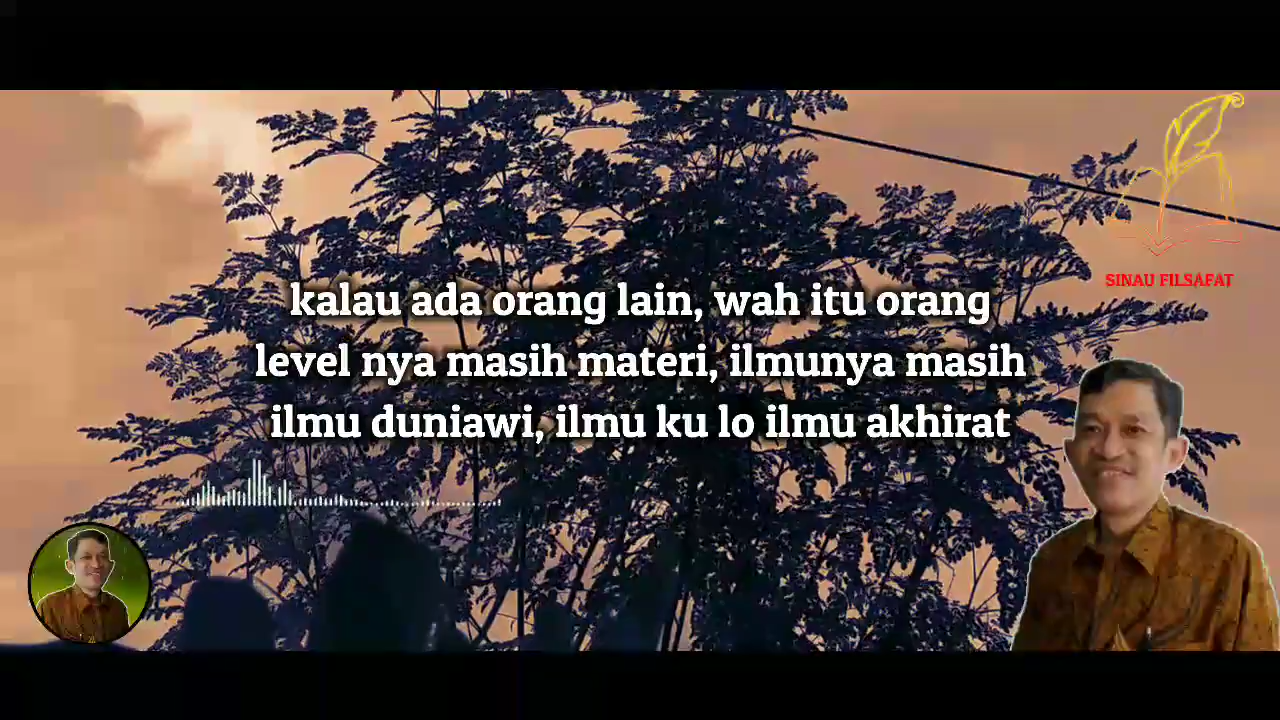 SINAU FILSAFAT
kalau ada orang lain, wah itu orang
level nya masih materi, ilmunya masih
ilmu duniawi, ilmu ku lo ilmu akhirat